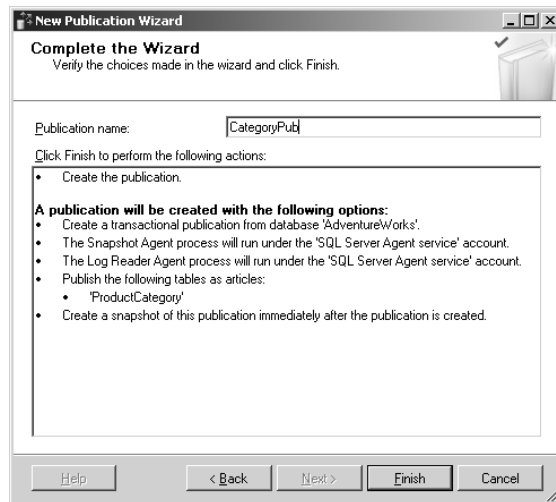 New Publication Wizard
Complete the Wizard
Verify the choices made in the wizard and click Finish.
Publication name:
CategoryPub
Click Finish to perform the following actions:
• Create the publication.
A publication will be created with the following options:
• Create a transactional publication from database 'AdventureWorks'.
• The Snapshot Agent process will run under the 'SQL Server Agent service' account.
• The Log Reader Agent process will run under the 'SQL Server Agent service' account.
• Publish the following tables as articles:
• 'ProductCategory'
• Create a snapshot of this publication immediately after the publication is created.
Help
< Back
Next >
Finish
Cancel